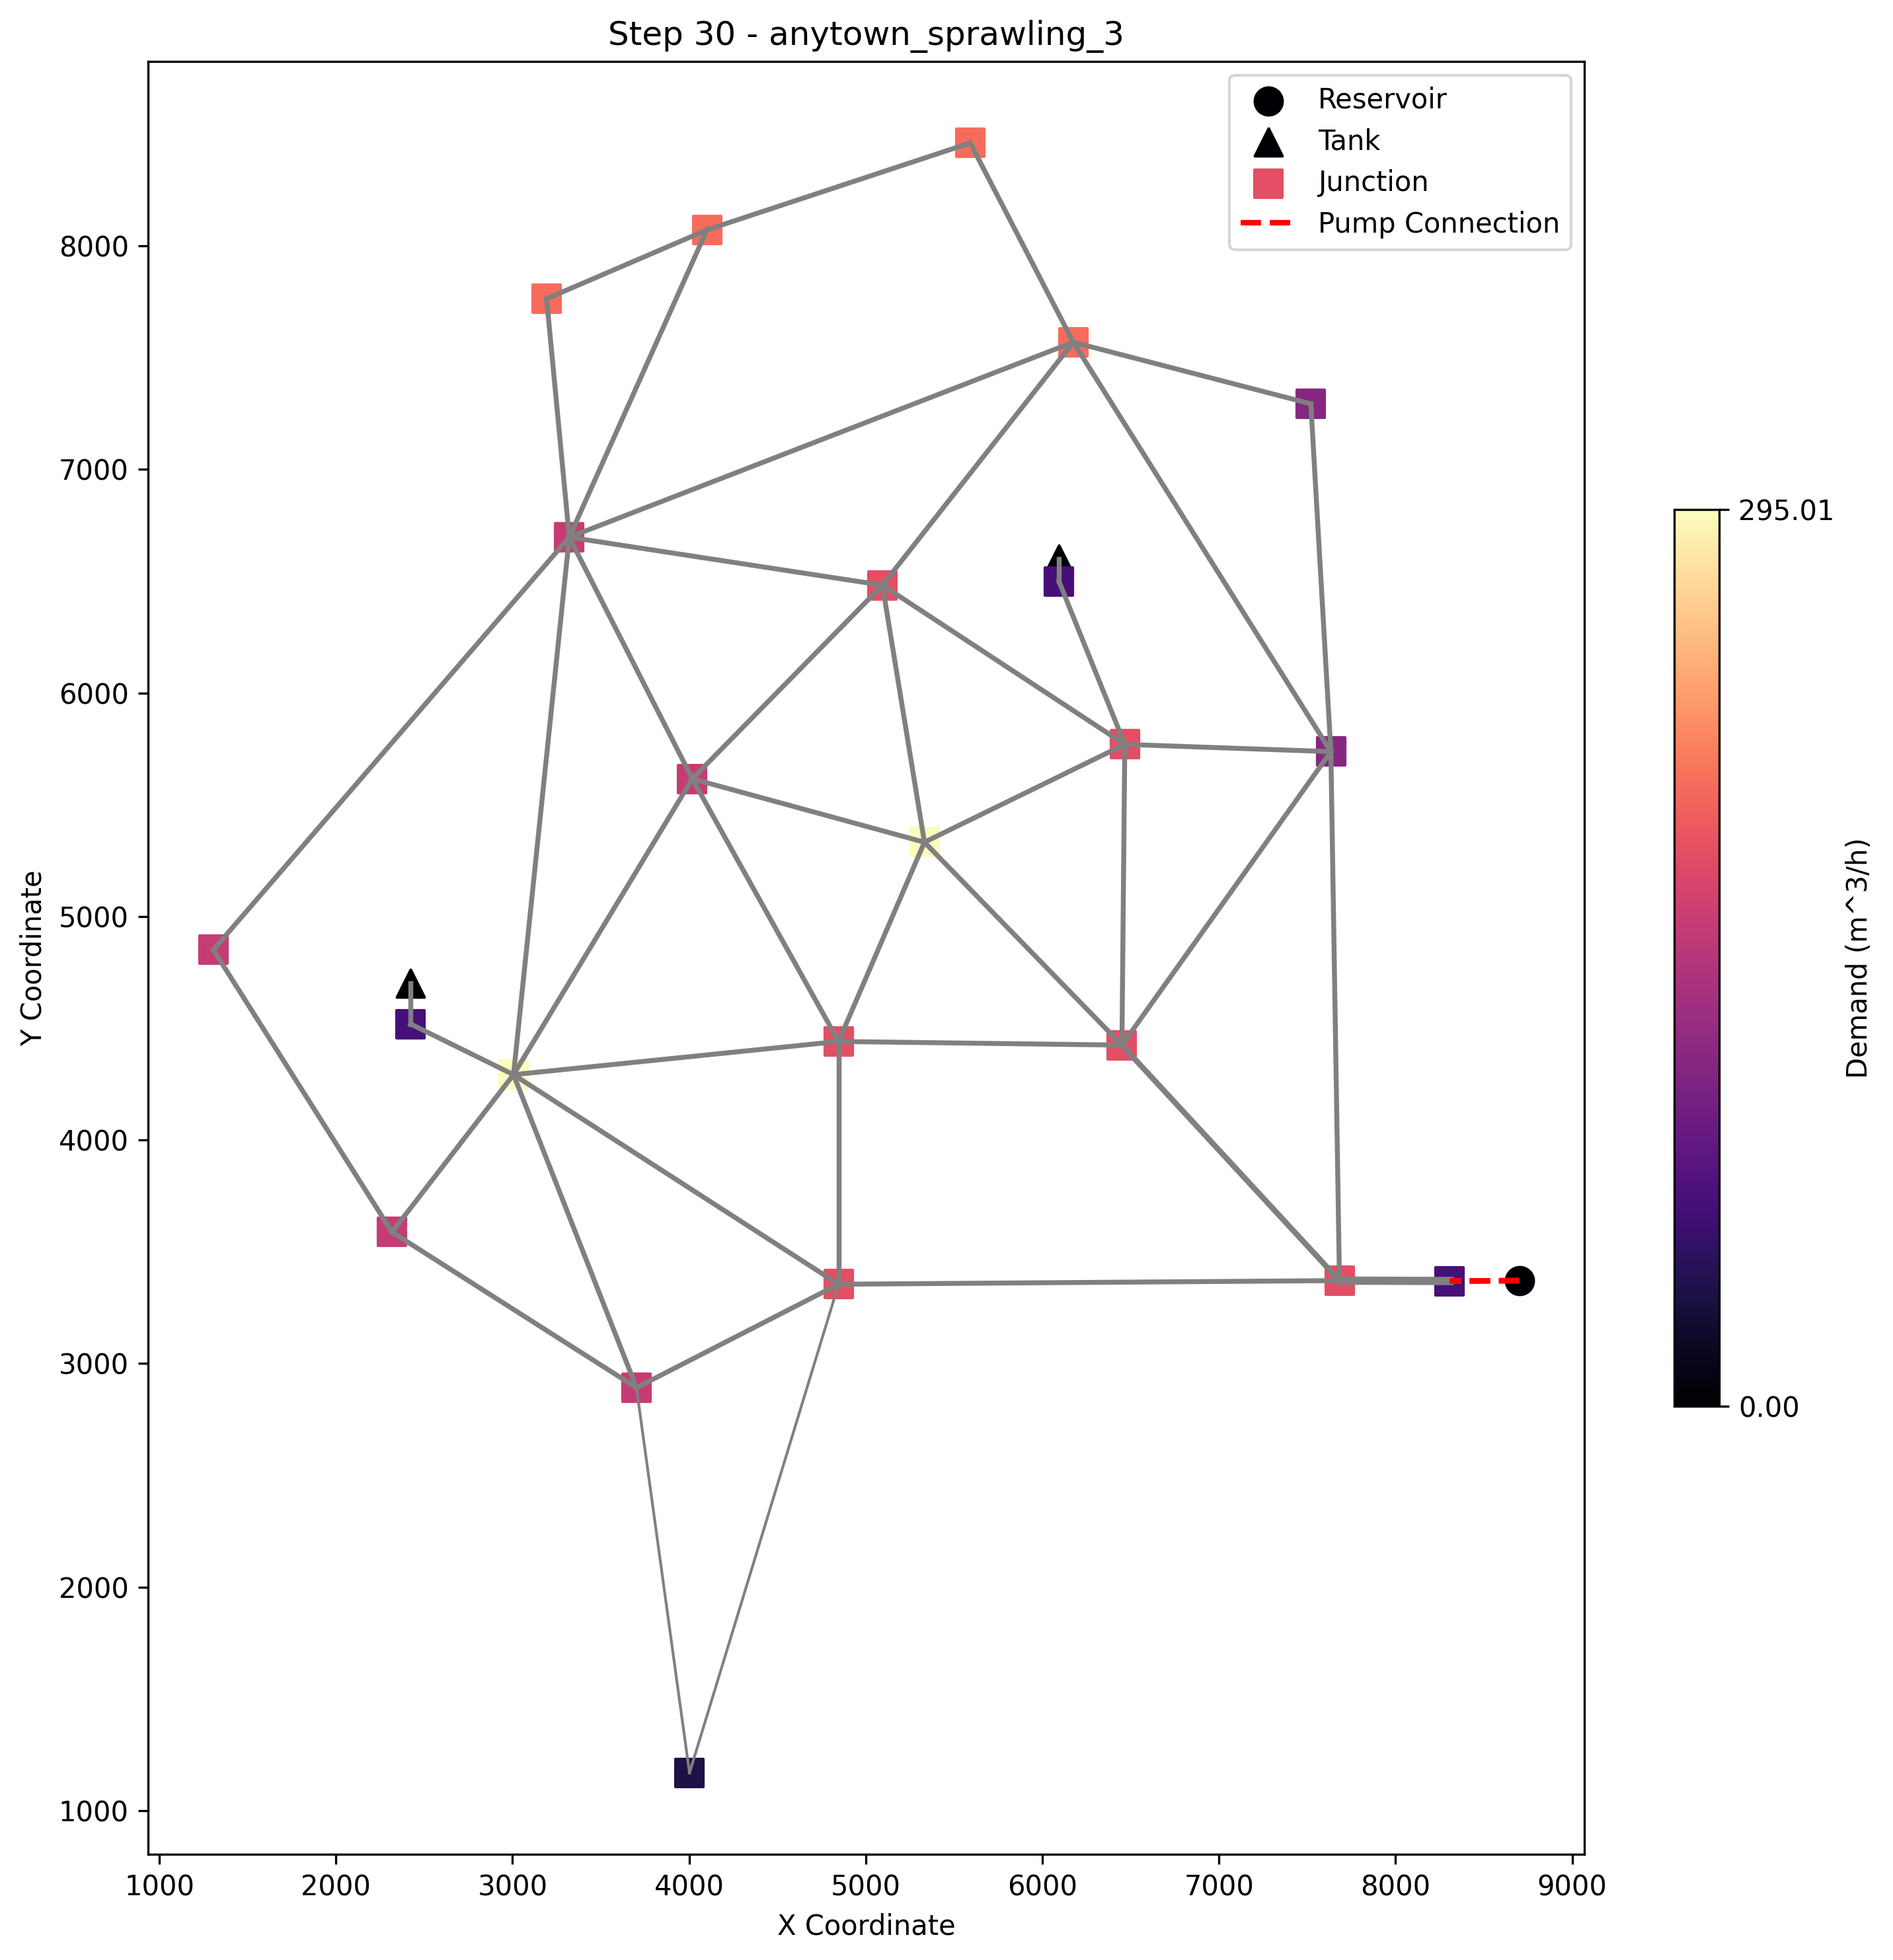 Step 30 - anytown_sprawling_3
Reservoir
Tank
Junction
Pump Connection
8000
7000
6000
5000
4000
3000
2000
1000
Y Coordinate
1000 2000 3000 4000 5000 6000 7000 8000 9000
X Coordinate
295.01
0.00
Demand (m^3/h)